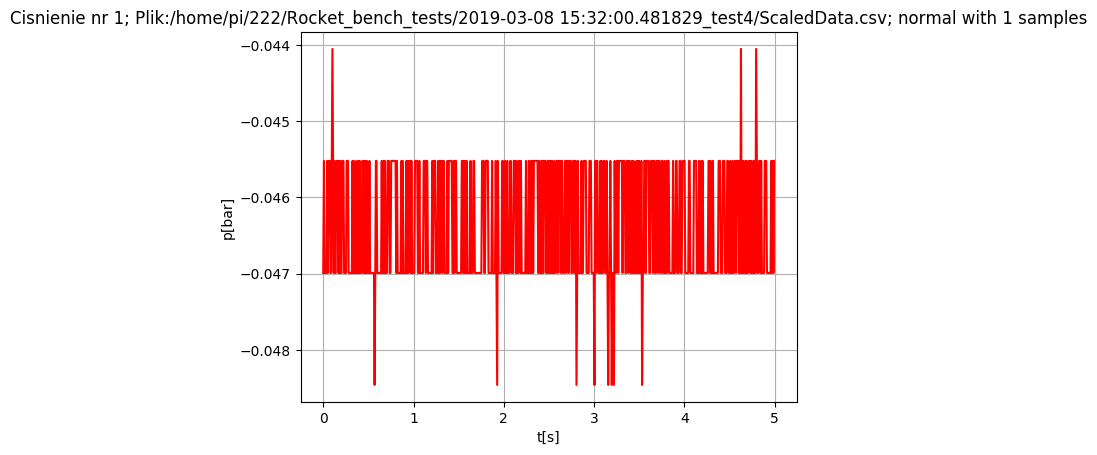 Cisnienie nr 1; Plik:/home/pi/222/Rocket_bench_tests/2019-03-08 15:32:00.481829_test4/ScaledData.csv; normal with 1 samples
−0.044
−0.045
−0.046
−0.047
−0.048
p[bar]
0 1 2 3 4 5
t[s]